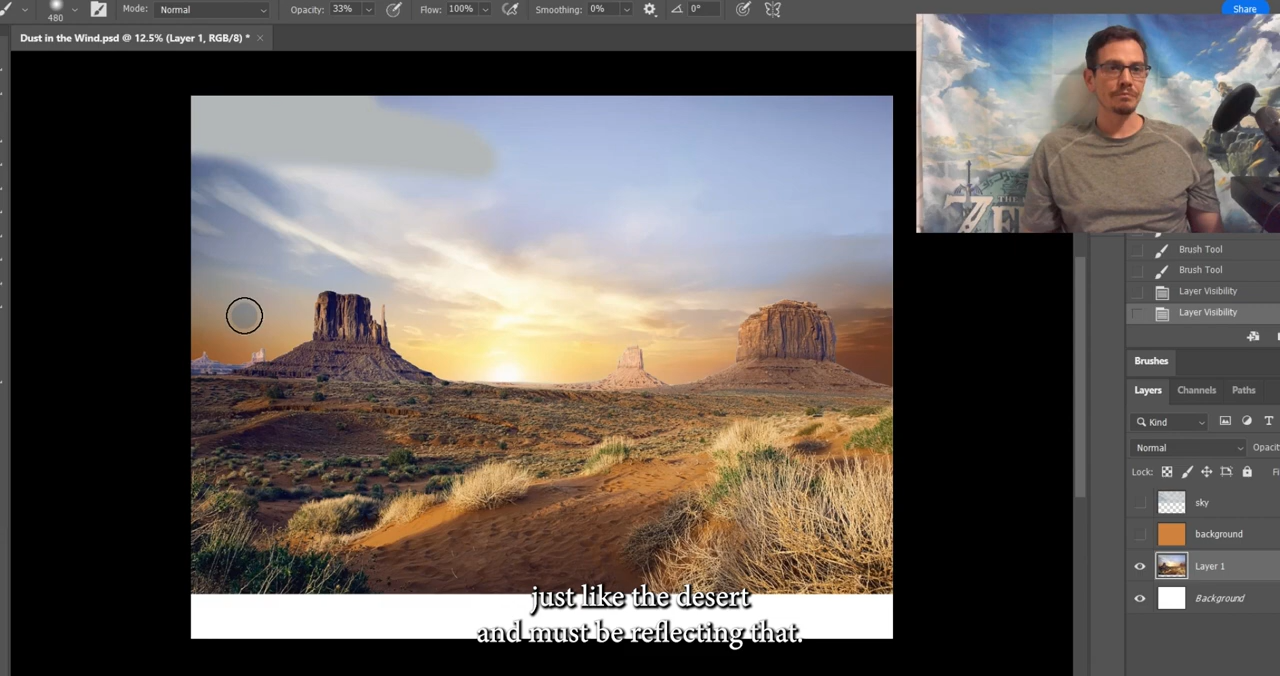 480
Mode: Normal
Opacity: 33%
Flow: 100%
Smoothing: 0%
0°
Share
Dust in the Wind.psd @ 12.5% (Layer 1, RGB/8) *
Brush Tool
Brush Tool
Layer Visibility
Layer Visibility
Brushes
Layers Channels Paths
Kind
Normal
Lock:
sky
background
Layer 1
Background
THE
just like the desert
and must be reflecting that.